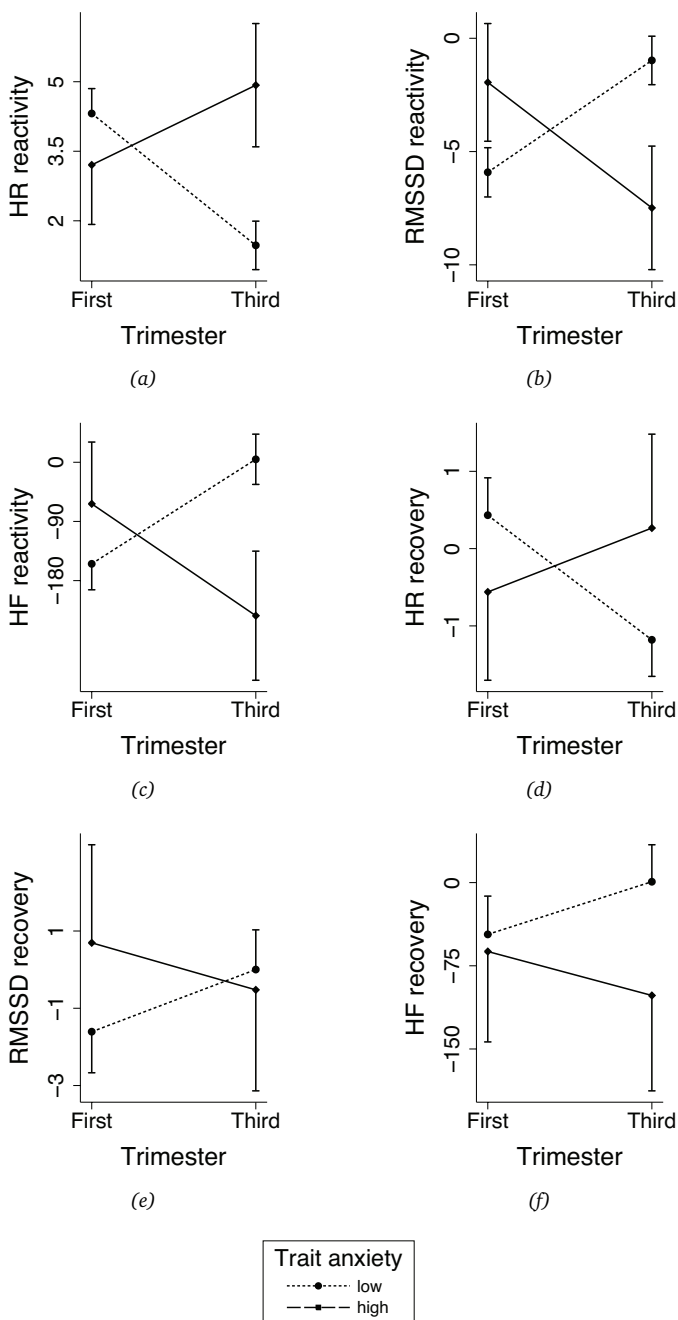 HR reactivity
5
3.5
2
First Third
Trimester
(a)
RMSSD reactivity
0
−5
−10
First Third
Trimester
(b)
HF reactivity
0
−90
−180
First Third
Trimester
(c)
HR recovery
1
0
−1
First Third
Trimester
(d)
RMSSD recovery
1
−1
−3
First Third
Trimester
(e)
HF recovery
0
−75
−150
First Third
Trimester
(f)
Trait anxiety
low
high